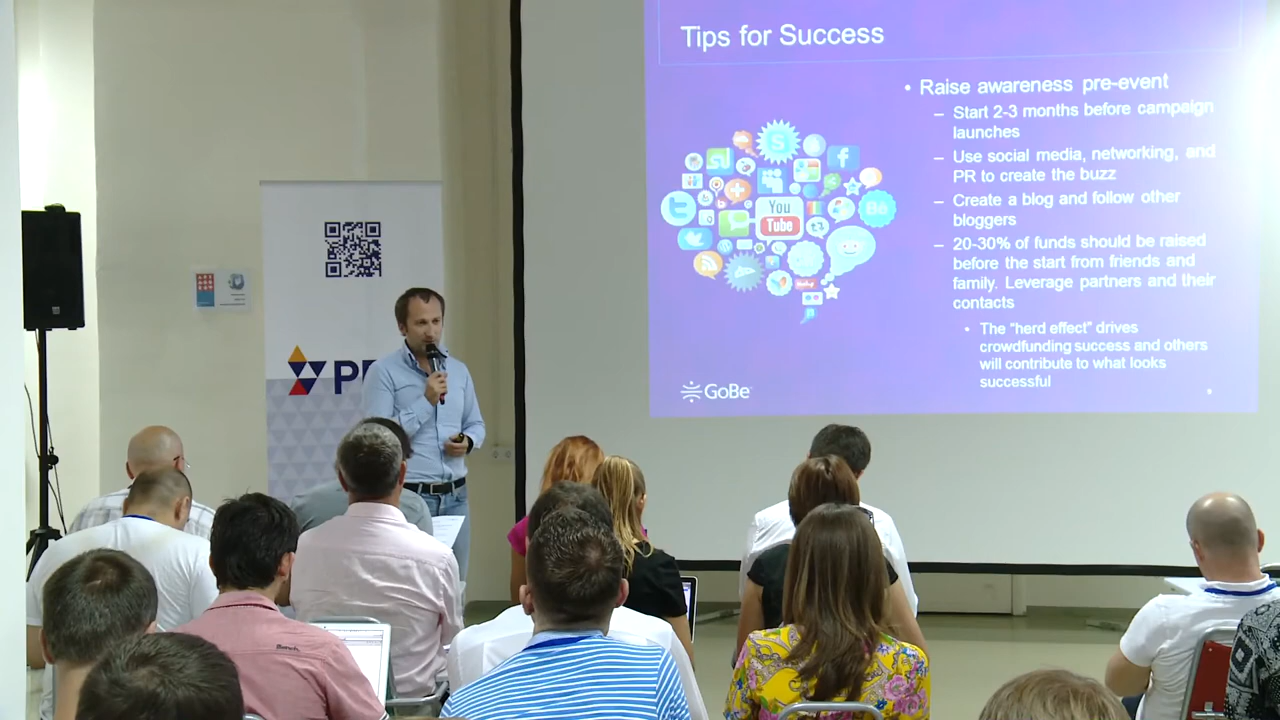 Tips for Success
• Raise awareness pre-event
– Start 2-3 months before campaign
launches
– Use social media, networking, and
PR to create the buzz
– Create a blog and follow other
bloggers
– 20-30% of funds should be raised
before the start from friends and
family. Leverage partners and their
contacts
• The “herd effect” drives
crowdfunding success and others
will contribute to what looks
successful
You
Tube
Bē
GoBe